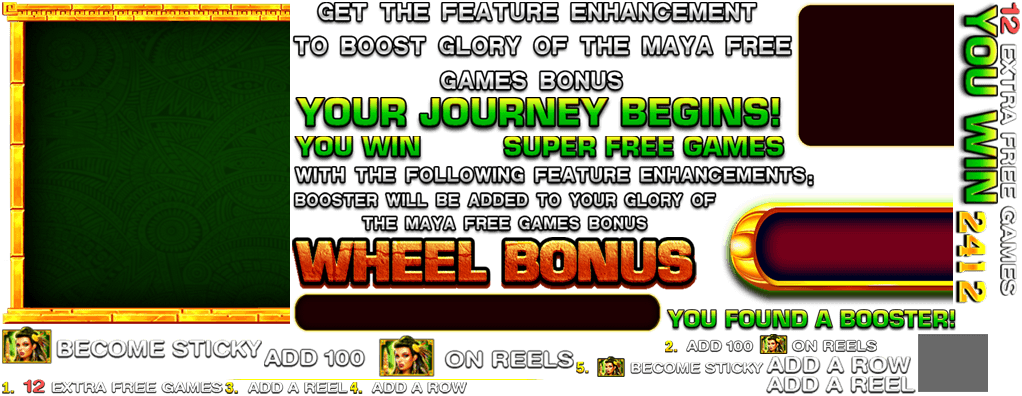 GET THE FEATURE ENHANCEMENT
TO BOOST GLORY OF THE MAYA FREE
GAMES BONUS
YOUR JOURNEY BEGINS!
YOU WIN SUPER FREE GAMES
WITH THE FOLLOWING FEATURE ENHANCEMENTS;
BOOSTER WILL BE ADDED TO YOUR GLORY OF
THE MAYA FREE GAMES BONUS
WHEEL BONUS
YOU FOUND A BOOSTER!
12 EXTRA FREE GAMES
YOU WIN 2412
BECOME STICKY
ADD 100 ON REELS
5. BECOME STICKY
2. ADD 100 ON REELS
ADD A ROW
ADD A REEL
1. 12 EXTRA FREE GAMES
3. ADD A REEL
4. ADD A ROW